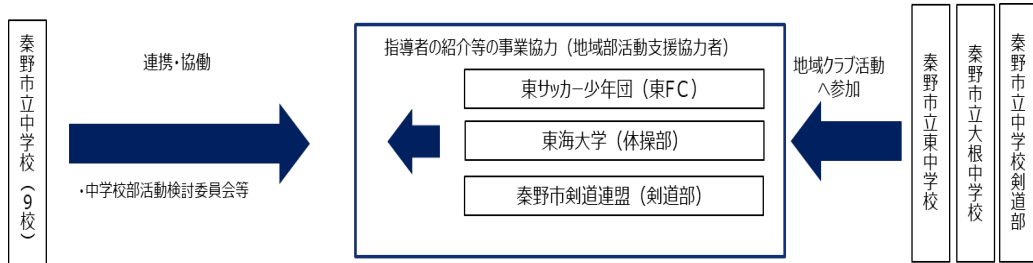 秦野市立中学校（９校）
連携・協働
・中学校部活動検討委員会等
指導者の紹介等の事業協力（地域部活動支援協力者）
東サッカー少年団（東FC）
東海大学（体操部）
秦野市剣道連盟（剣道部）
地域クラブ活動
へ参加
秦野市立東中学校
秦野市立大根中学校
秦野市立中学校剣道部